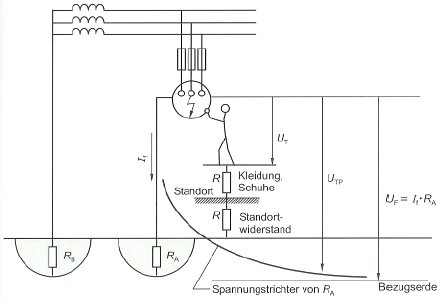 I_f
U_T
R
Kleidung,
Schuhe
U_TP
Standort
U_F = I_f · R_A
R
Standort-
widerstand
R_B
R_A
Spannungstrichter von R_A
Bezugserde